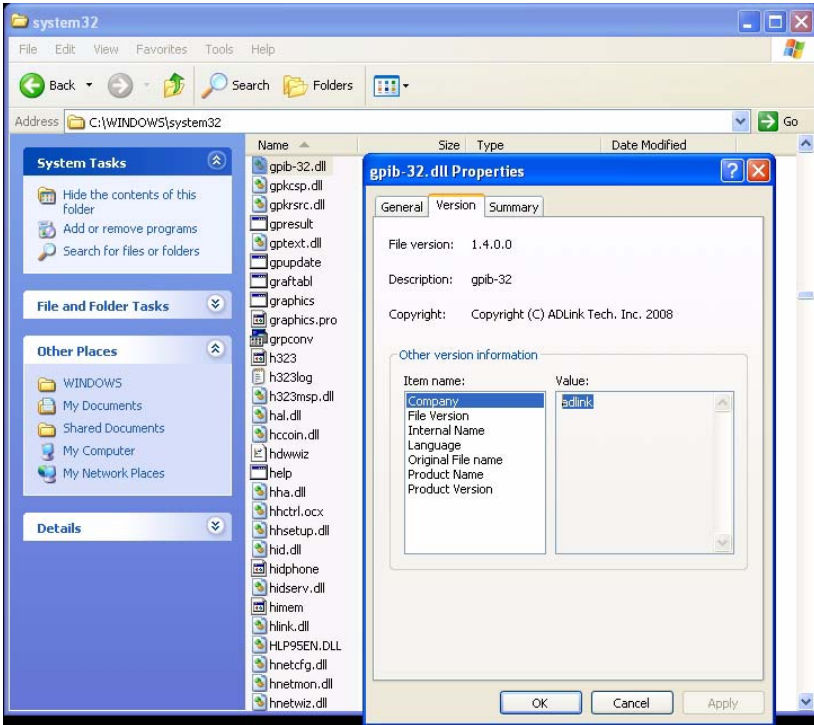 system32
File Edit View Favorites Tools Help
Back Search Folders
Address C:\WINDOWS\system32 Go
System Tasks
Hide the contents of this
folder
Add or remove programs
Search for files or folders
File and Folder Tasks
Other Places
WINDOWS
My Documents
Shared Documents
My Computer
My Network Places
Details
Name Size Type Date Modified
gpib-32.dll
gpkcsp.dll
gpkrsrc.dll
gpresult
gptext.dll
gpupdate
graftabl
graphics
graphics.pro
grpconv
h323
h323log
h323msp.dll
hal.dll
hccoin.dll
hdwwiz
help
hha.dll
hhctrl.ocx
hhsetup.dll
hid.dll
hidphone
hidserv.dll
himem
hlink.dll
HLP95EN.DLL
hnetcfg.dll
hnetmon.dll
hnetwiz.dll
gpib-32.dll Properties
General Version Summary
File version: 1.4.0.0
Description: gpib-32
Copyright: Copyright (C) ADLink Tech. Inc. 2008
Other version information
Item name: Value:
Company adlink
File Version
Internal Name
Language
Original File name
Product Name
Product Version
OK Cancel Apply